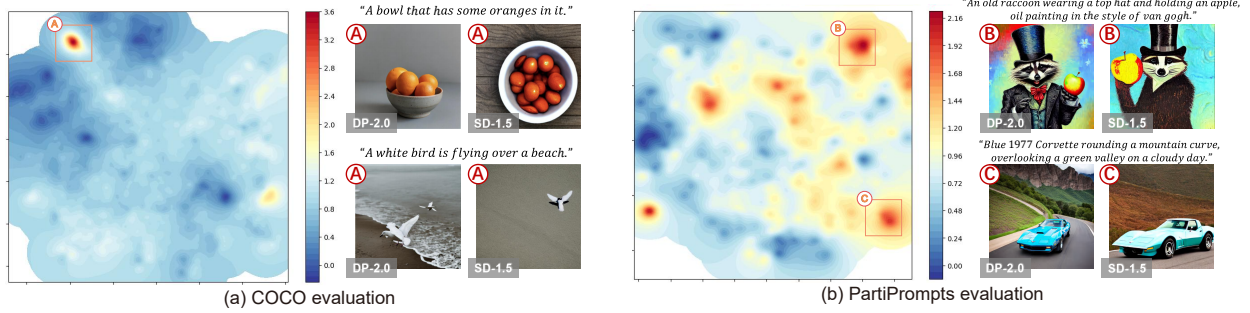 A
3.6
3.2
2.8
2.4
2.0
1.6
1.2
0.8
0.4
0.0
"A bowl that has some oranges in it."
A
DP-2.0
A
SD-1.5
"A white bird is flying over a beach."
A
DP-2.0
A
SD-1.5
(a) COCO evaluation
B
C
2.16
1.92
1.68
1.44
1.20
0.96
0.72
0.48
0.24
0.00
"An old raccoon wearing a top hat and holding an apple,
oil painting in the style of van gogh."
B
DP-2.0
B
SD-1.5
"Blue 1977 Corvette rounding a mountain curve,
overlooking a green valley on a cloudy day."
C
DP-2.0
C
SD-1.5
(b) PartiPrompts evaluation